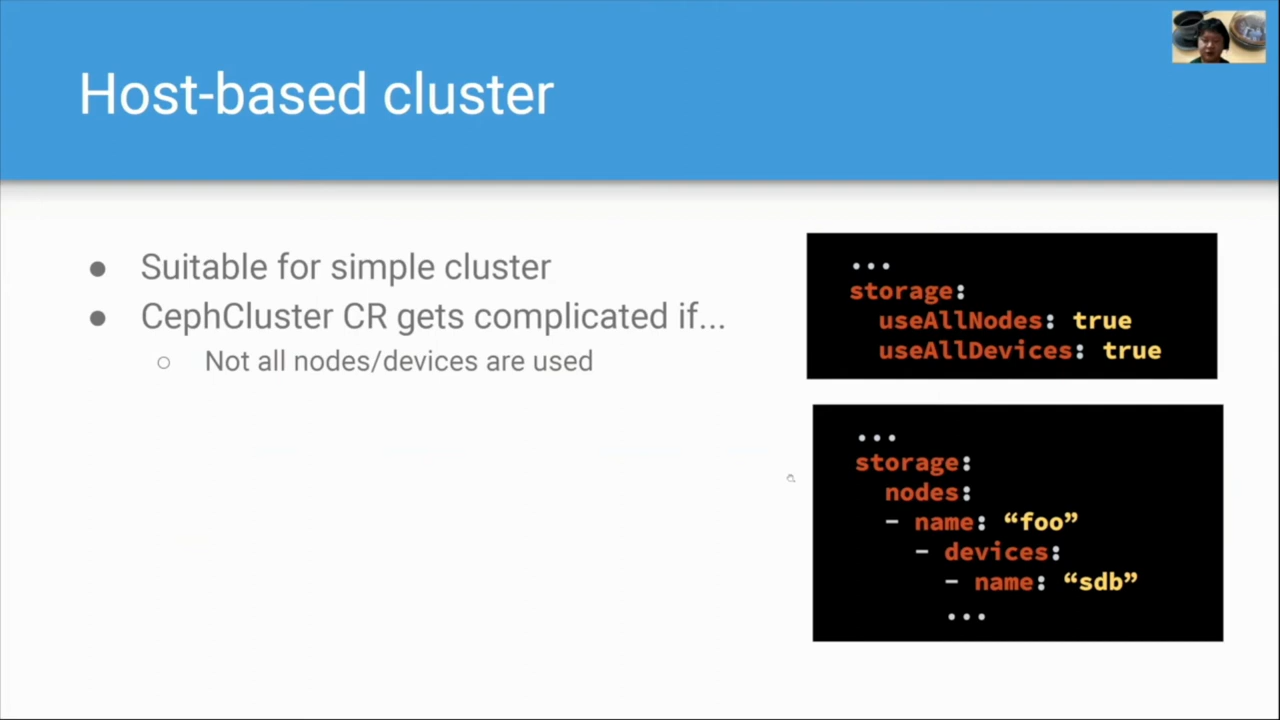 Host-based cluster
● Suitable for simple cluster
● CephCluster CR gets complicated if...
○ Not all nodes/devices are used
...
storage:
useAllNodes: true
useAllDevices: true
...
storage:
nodes:
- name: “foo”
- devices:
- name: “sdb”
...